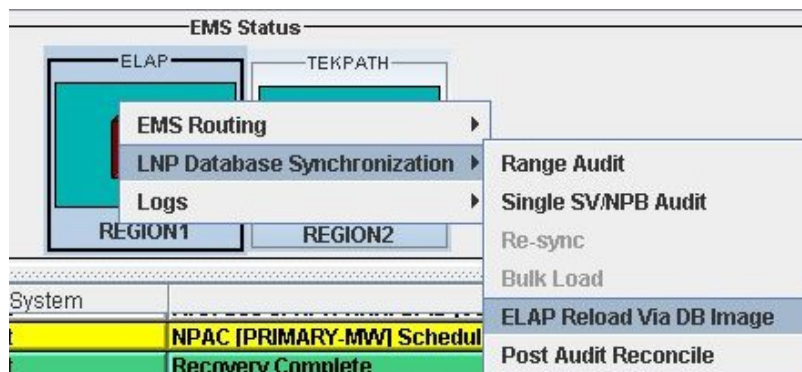 EMS Status
ELAP
TEKPATH
EMS Routing
LNP Database Synchronization
Logs
REGION1
REGION2
Range Audit
Single SV/NPB Audit
Re-sync
Bulk Load
ELAP Reload Via DB Image
Post Audit Reconcile
System
NPAC [PRIMARY-MW] Schedul
Recovery Complete